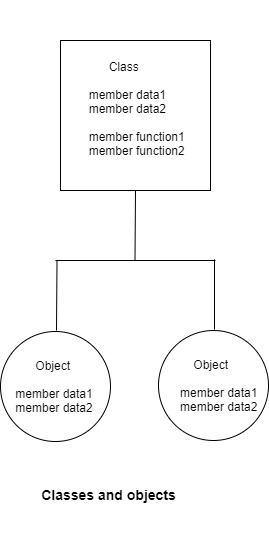 Class
member data1
member data2
member function1
member function2
Object
member data1
member data2
Object
member data1
member data2
Classes and objects